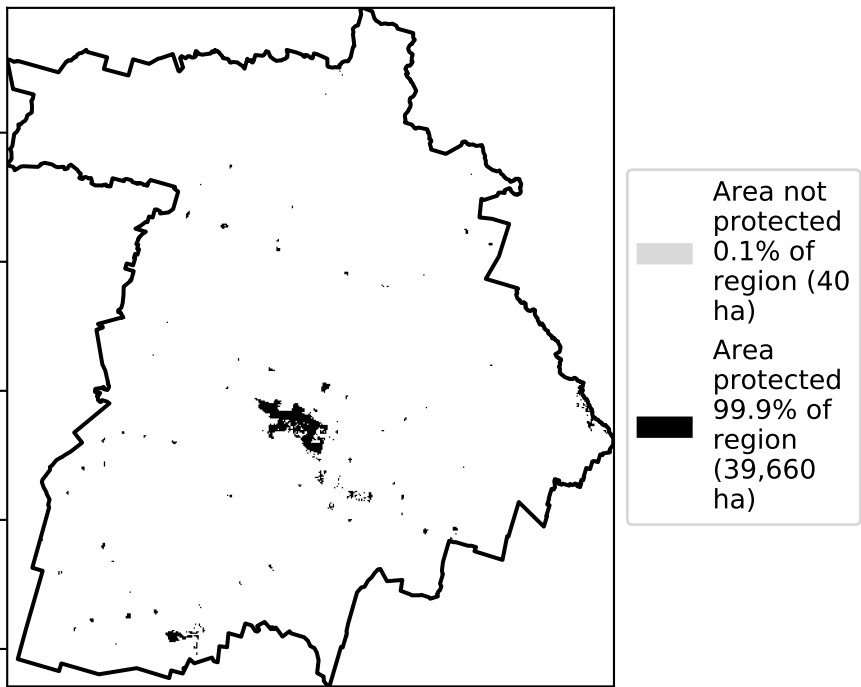 Area not
protected
0.1% of
region (40
ha)
Area
protected
99.9% of
region
(39,660
ha)